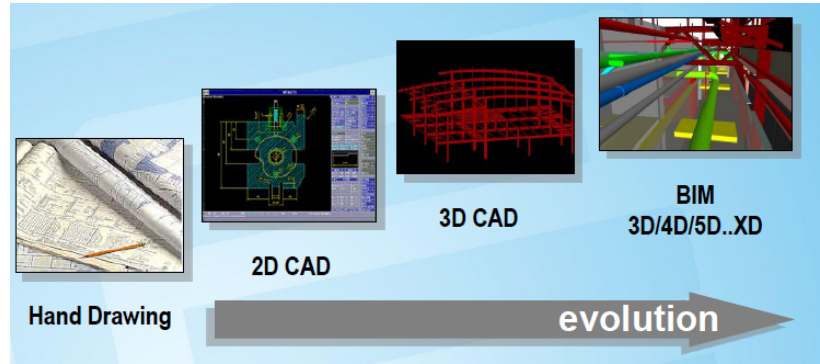 Hand Drawing
2D CAD
3D CAD
BIM
3D/4D/5D..XD
evolution